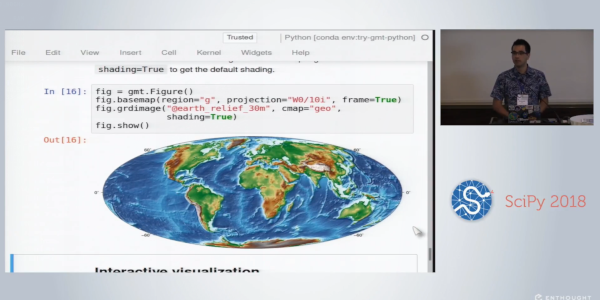 Trusted
Python [conda env:try-gmt-python]
File Edit View Insert Cell Kernel Widgets Help
shading=True to get the default shading.
In [16]: fig = gmt.Figure()
fig.basemap(region="g", projection="W0/10i", frame=True)
fig.grdimage("@earth_relief_30m", cmap="geo",
shading=True)
fig.show()
Out[16]:
0°
0°
Interactive visualization
SciPy 2018
ENTHOUGHT